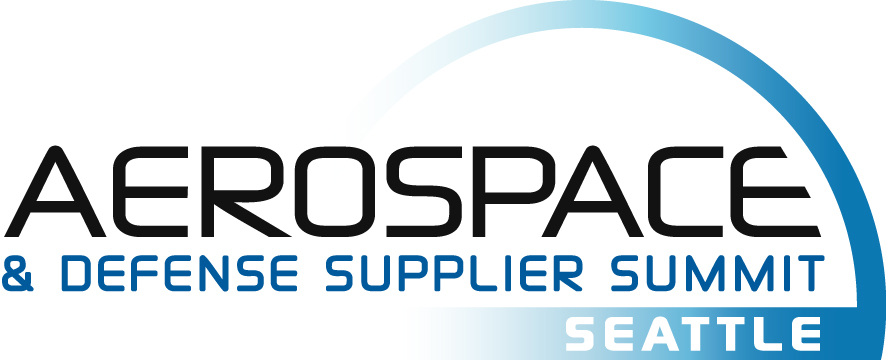 AEROSPACE
& DEFENSE SUPPLIER SUMMIT
SEATTLE